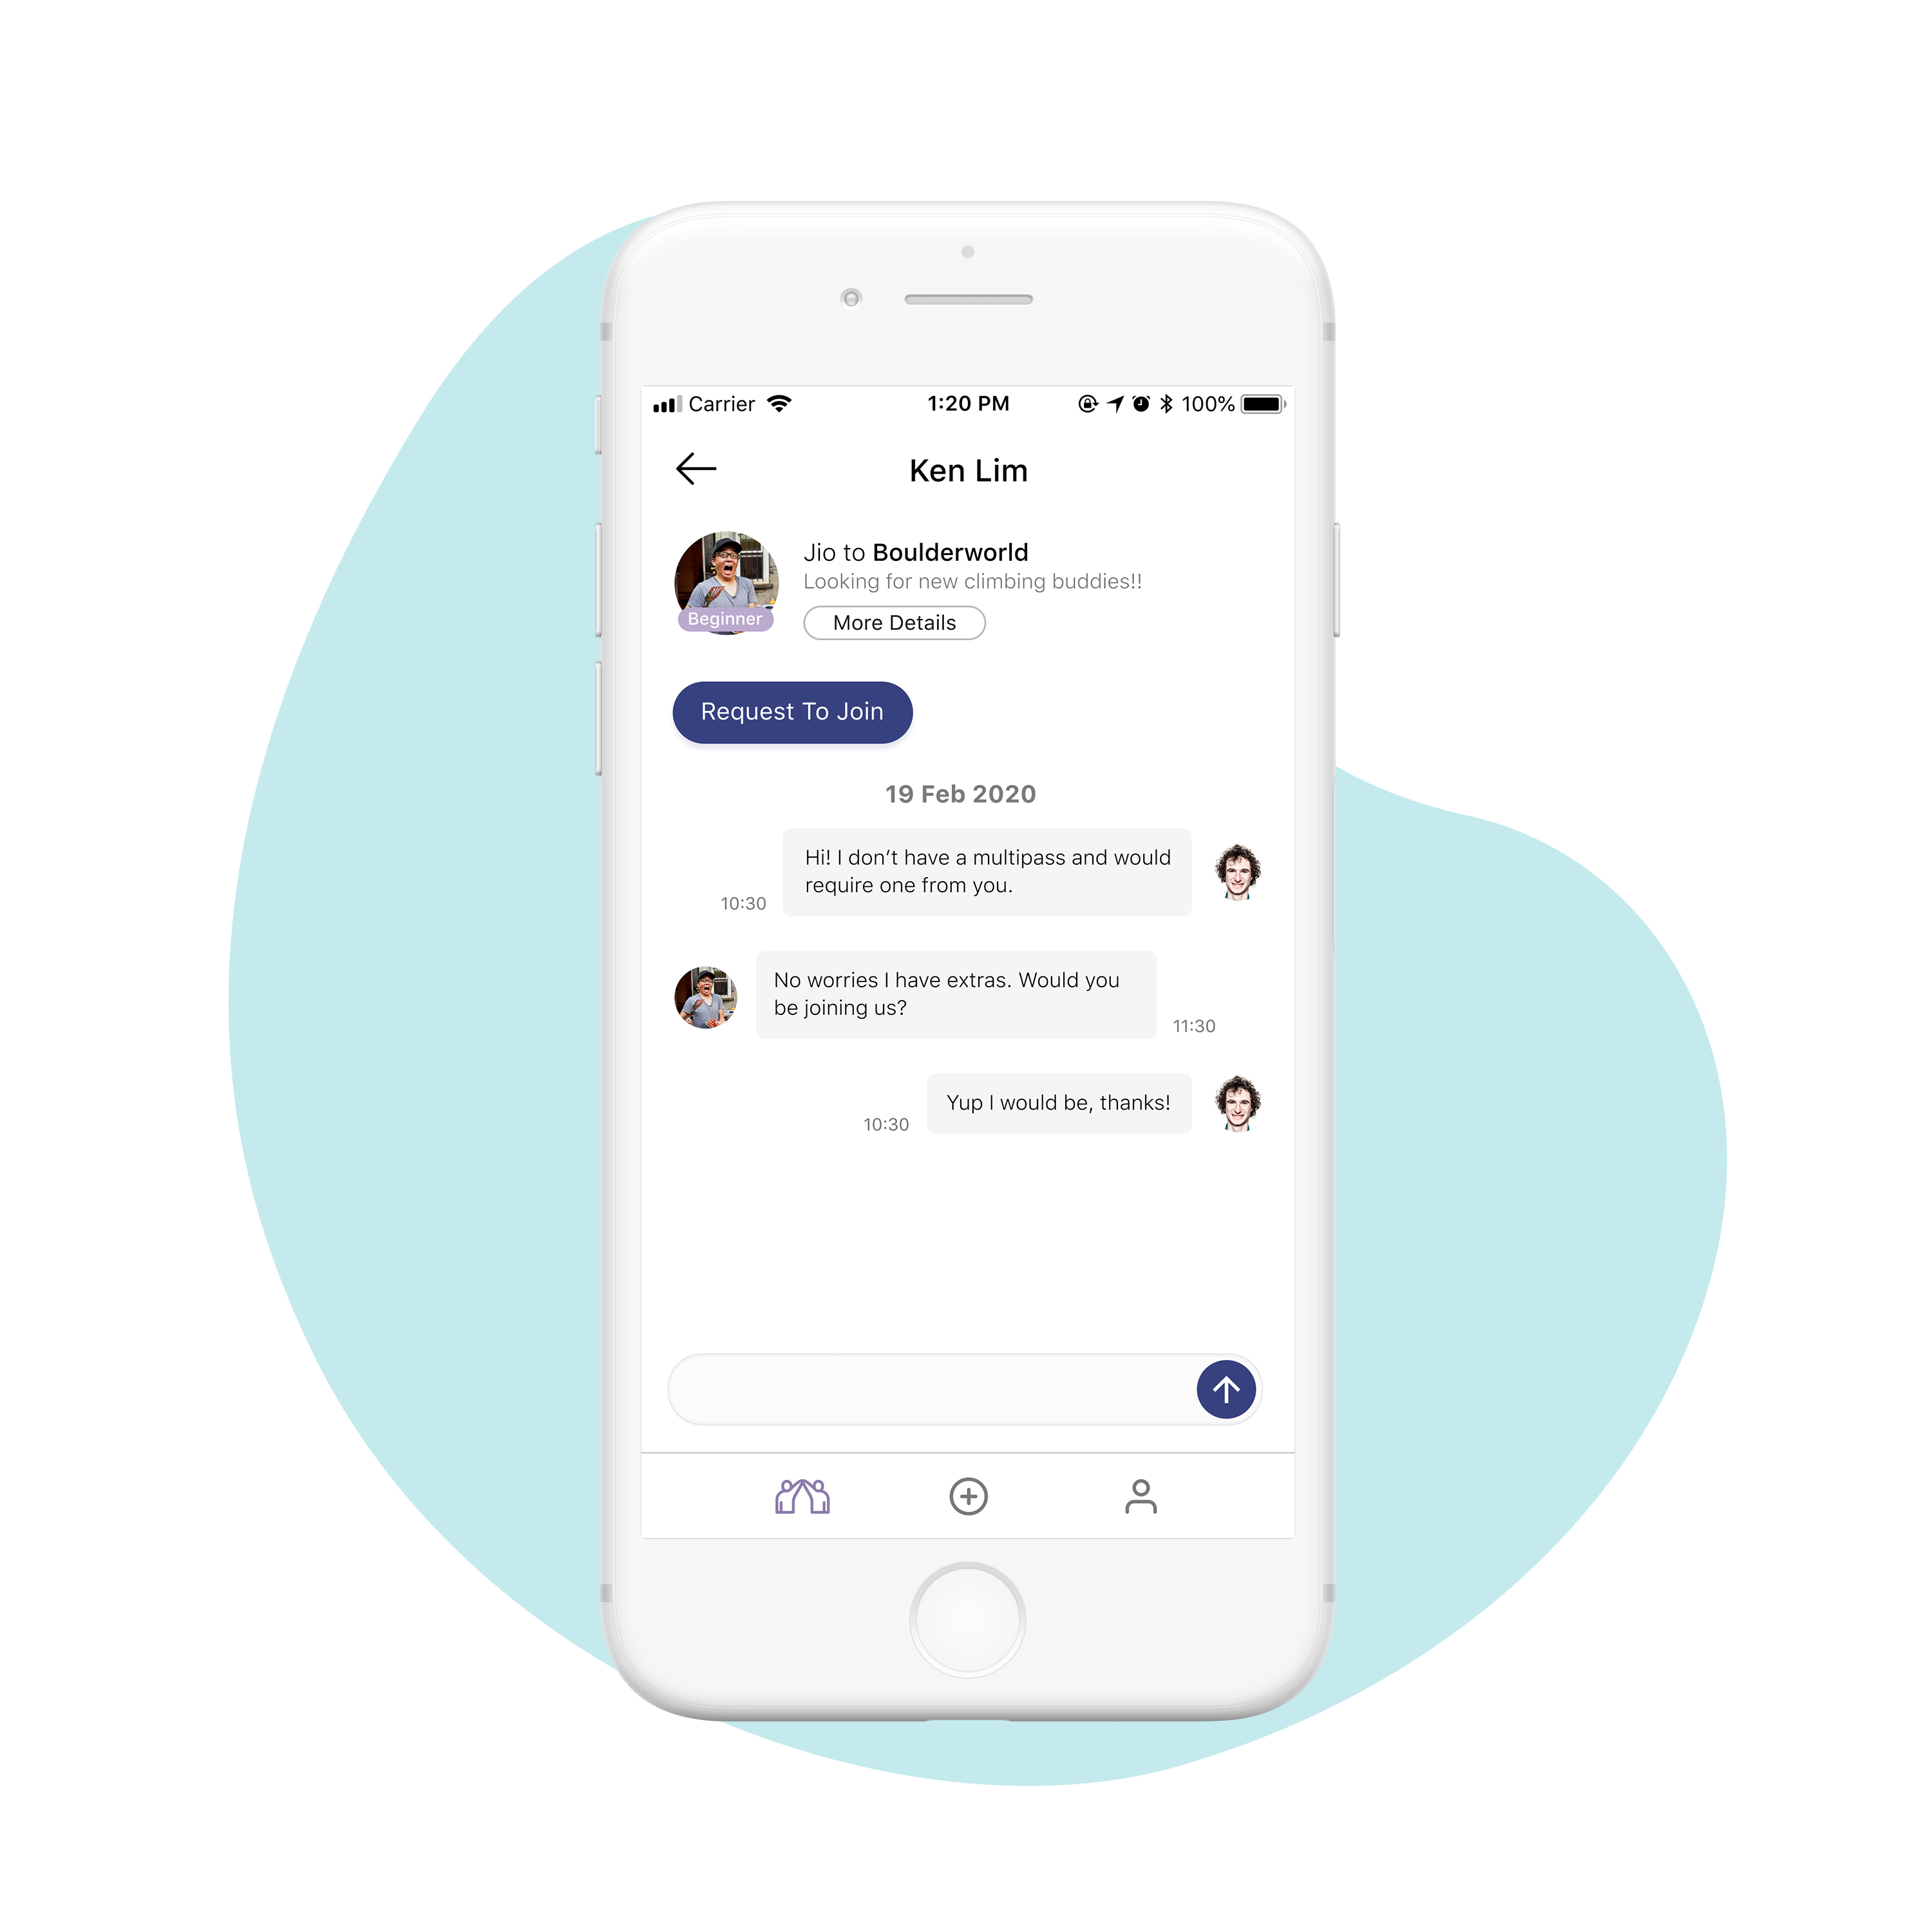 Carrier 1:20 PM 100%
Ken Lim
Jio to Boulderworld
Looking for new climbing buddies!!
Beginner
More Details
Request To Join
19 Feb 2020
Hi! I don’t have a multipass and would
require one from you.
10:30
No worries I have extras. Would you
be joining us?
11:30
Yup I would be, thanks!
10:30